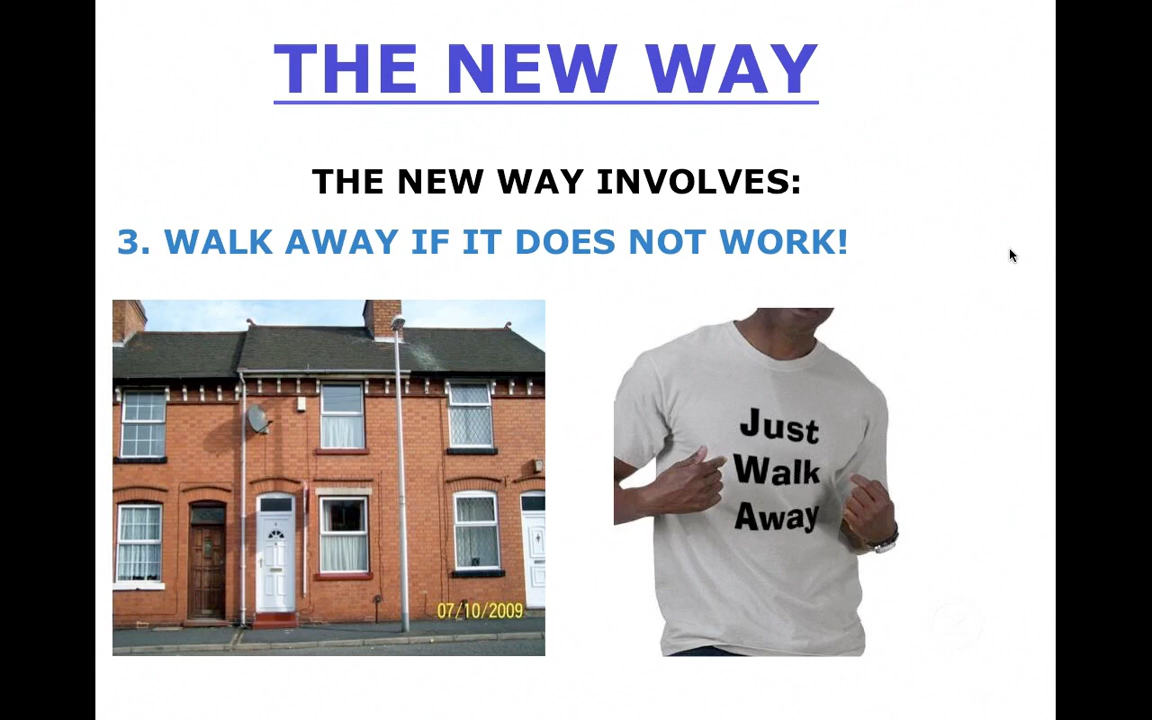 THE NEW WAY
THE NEW WAY INVOLVES:
3. WALK AWAY IF IT DOES NOT WORK!
Just
Walk
Away
07/10/2009